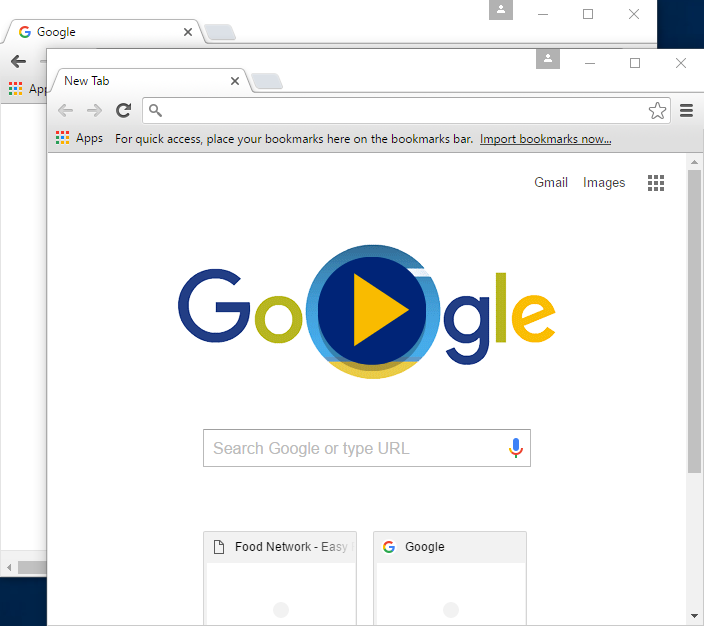 Google
App
New Tab
Apps For quick access, place your bookmarks here on the bookmarks bar. Import bookmarks now...
Gmail Images
Google
Search Google or type URL
Food Network - Easy
Google